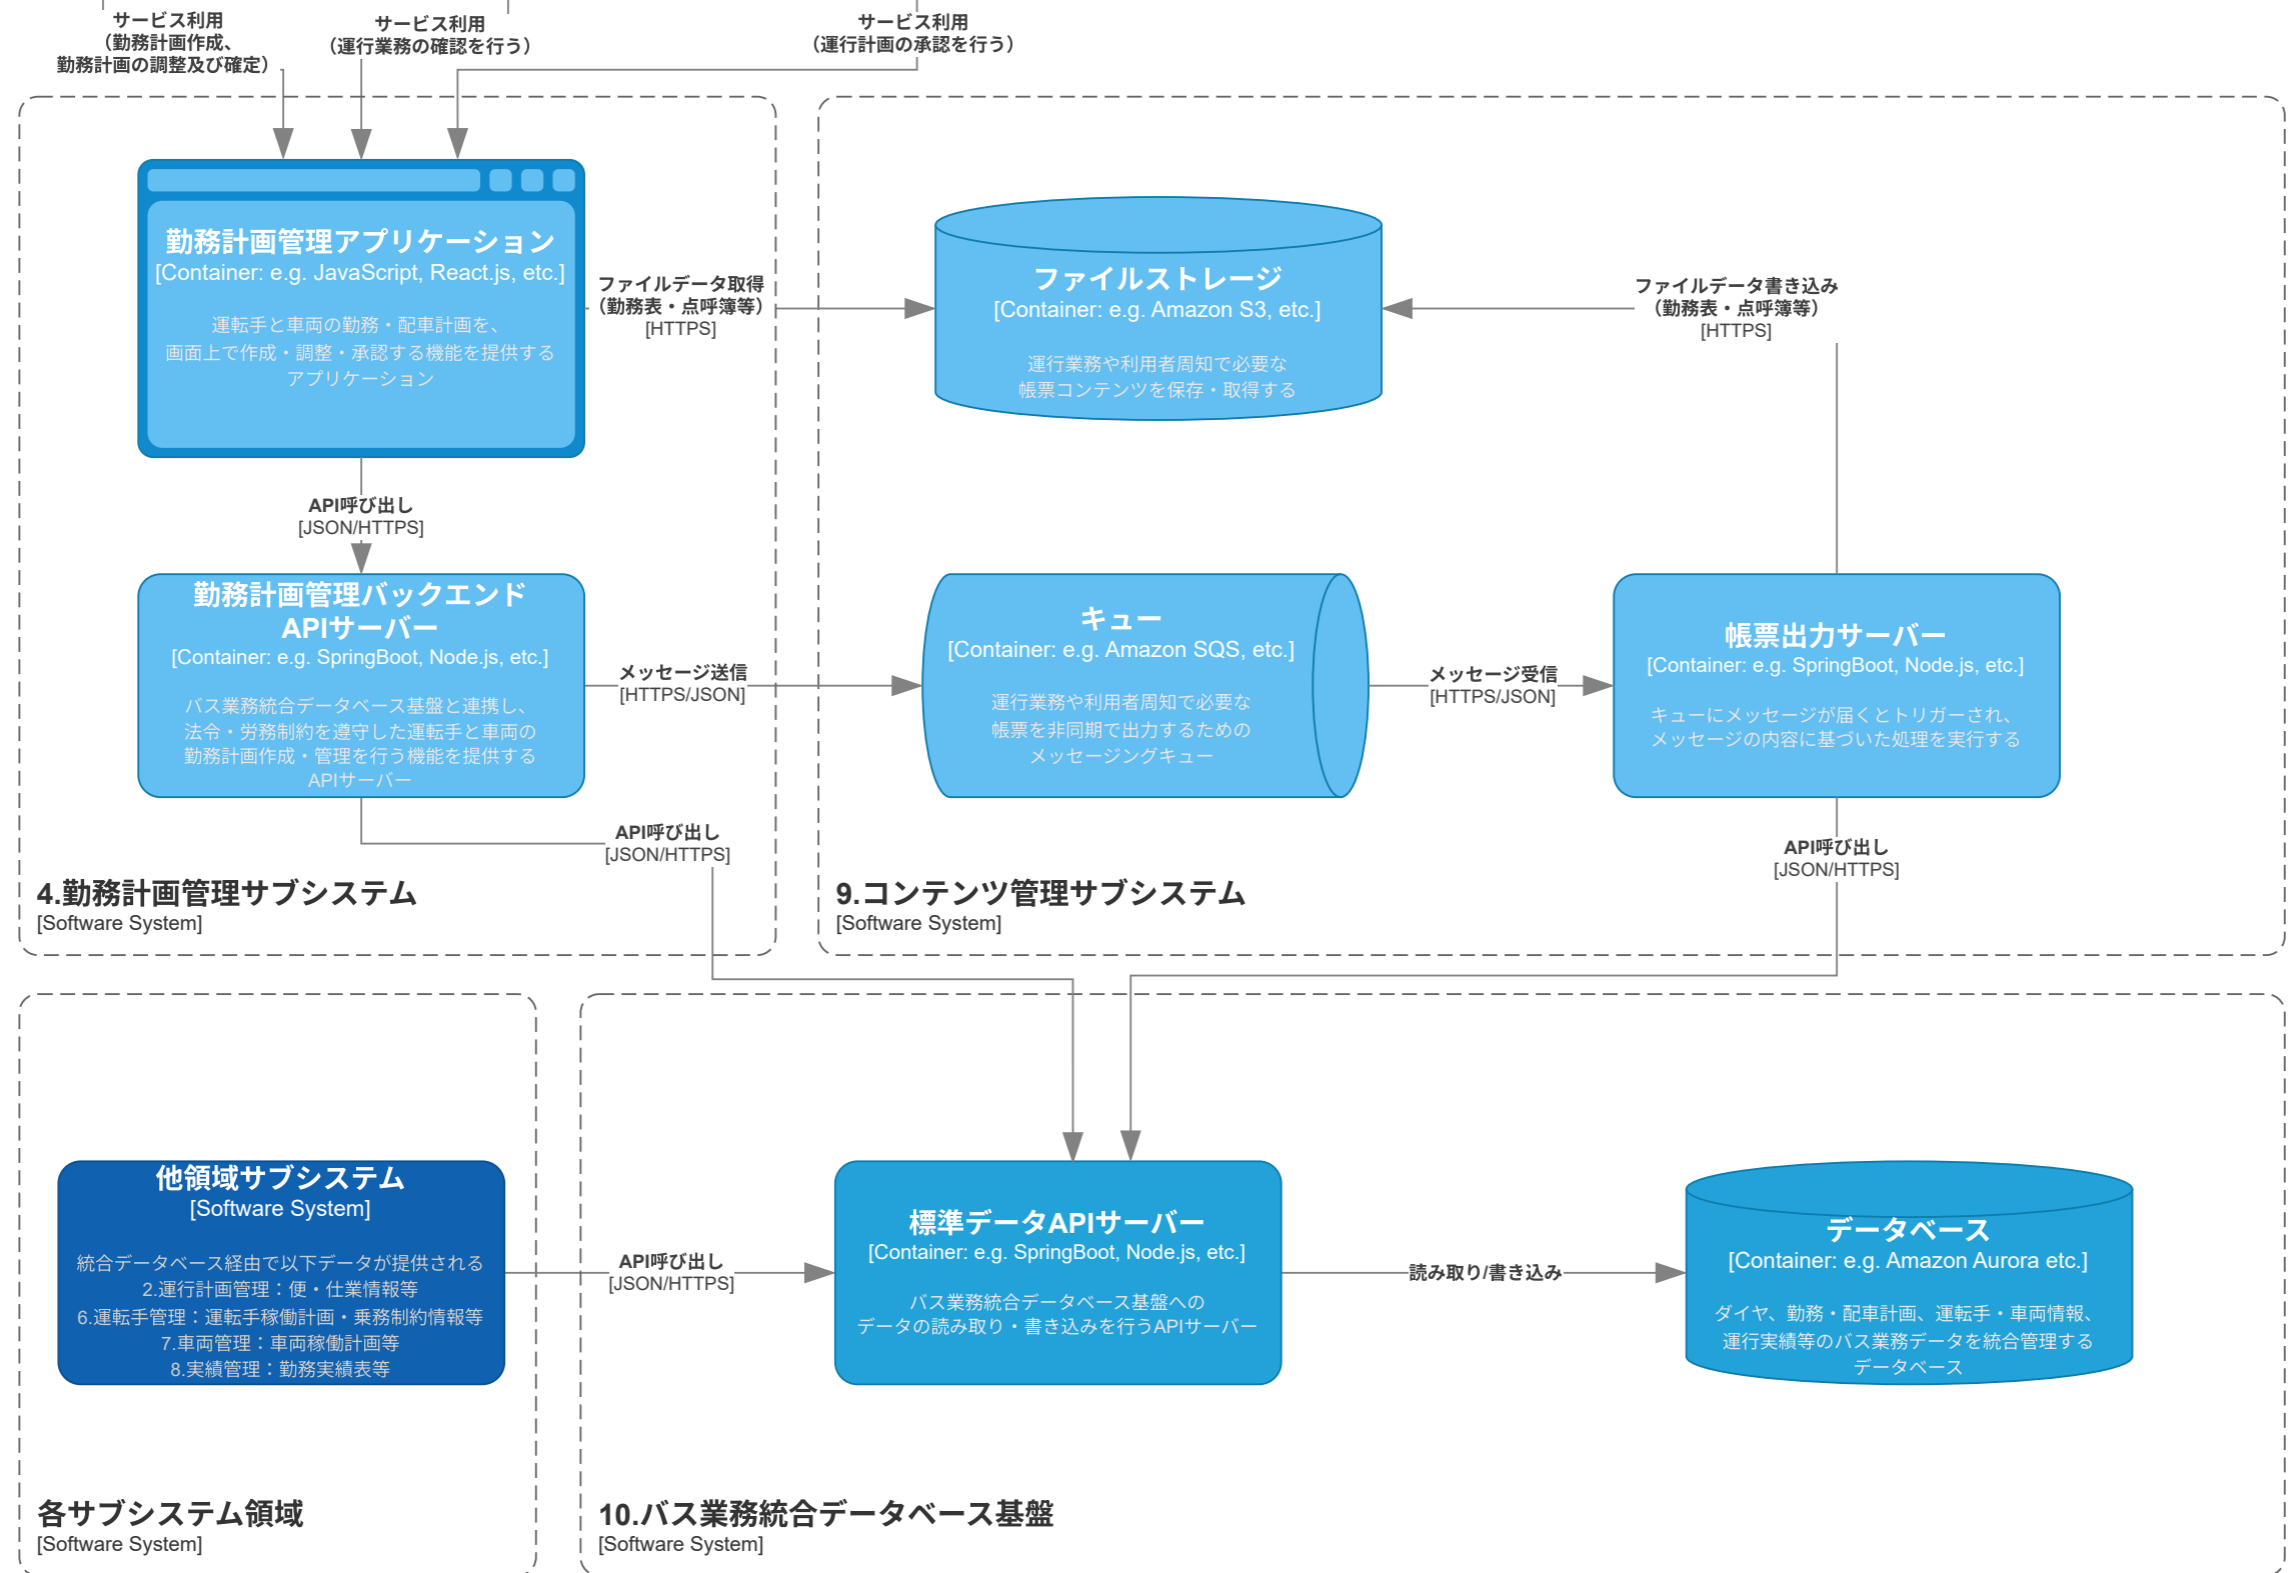 サービス利用
（勤務計画作成、
勤務計画の調整及び確定）
サービス利用
（運行業務の確認を行う）
サービス利用
（運行計画の承認を行う）
勤務計画管理アプリケーション
[Container: e.g. JavaScript, React.js, etc.]
運転手と車両の勤務・配車計画を、
画面上で作成・調整・承認する機能を提供する
アプリケーション
ファイルデータ取得
（勤務表・点呼簿等）
[HTTPS]
ファイルストレージ
[Container: e.g. Amazon S3, etc.]
運行業務や利用者周知で必要な
帳票コンテンツを保存・取得する
ファイルデータ書き込み
（勤務表・点呼簿等）
[HTTPS]
API呼び出し
[JSON/HTTPS]
勤務計画管理バックエンド
APIサーバー
[Container: e.g. SpringBoot, Node.js, etc.]
バス業務統合データベース基盤と連携し、
法令・労務制約を遵守した運転手と車両の
勤務計画作成・管理を行う機能を提供する
APIサーバー
メッセージ送信
[HTTPS/JSON]
キュー
[Container: e.g. Amazon SQS, etc.]
運行業務や利用者周知で必要な
帳票を非同期で出力するための
メッセージングキュー
メッセージ受信
[HTTPS/JSON]
帳票出力サーバー
[Container: e.g. SpringBoot, Node.js, etc.]
キューにメッセージが届くとトリガーされ、
メッセージの内容に基づいた処理を実行する
API呼び出し
[JSON/HTTPS]
API呼び出し
[JSON/HTTPS]
4.勤務計画管理サブシステム
[Software System]
9.コンテンツ管理サブシステム
[Software System]
他領域サブシステム
[Software System]
統合データベース経由で以下データが提供される
2.運行計画管理：便・仕業情報等
6.運転手管理：運転手稼働計画・乗務制約情報等
7.車両管理：車両稼働計画等
8.実績管理：勤務実績表等
API呼び出し
[JSON/HTTPS]
標準データAPIサーバー
[Container: e.g. SpringBoot, Node.js, etc.]
バス業務統合データベース基盤への
データの読み取り・書き込みを行うAPIサーバー
読み取り/書き込み
データベース
[Container: e.g. Amazon Aurora etc.]
ダイヤ、勤務・配車計画、運転手・車両情報、
運行実績等のバス業務データを統合管理する
データベース
各サブシステム領域
[Software System]
10.バス業務統合データベース基盤
[Software System]